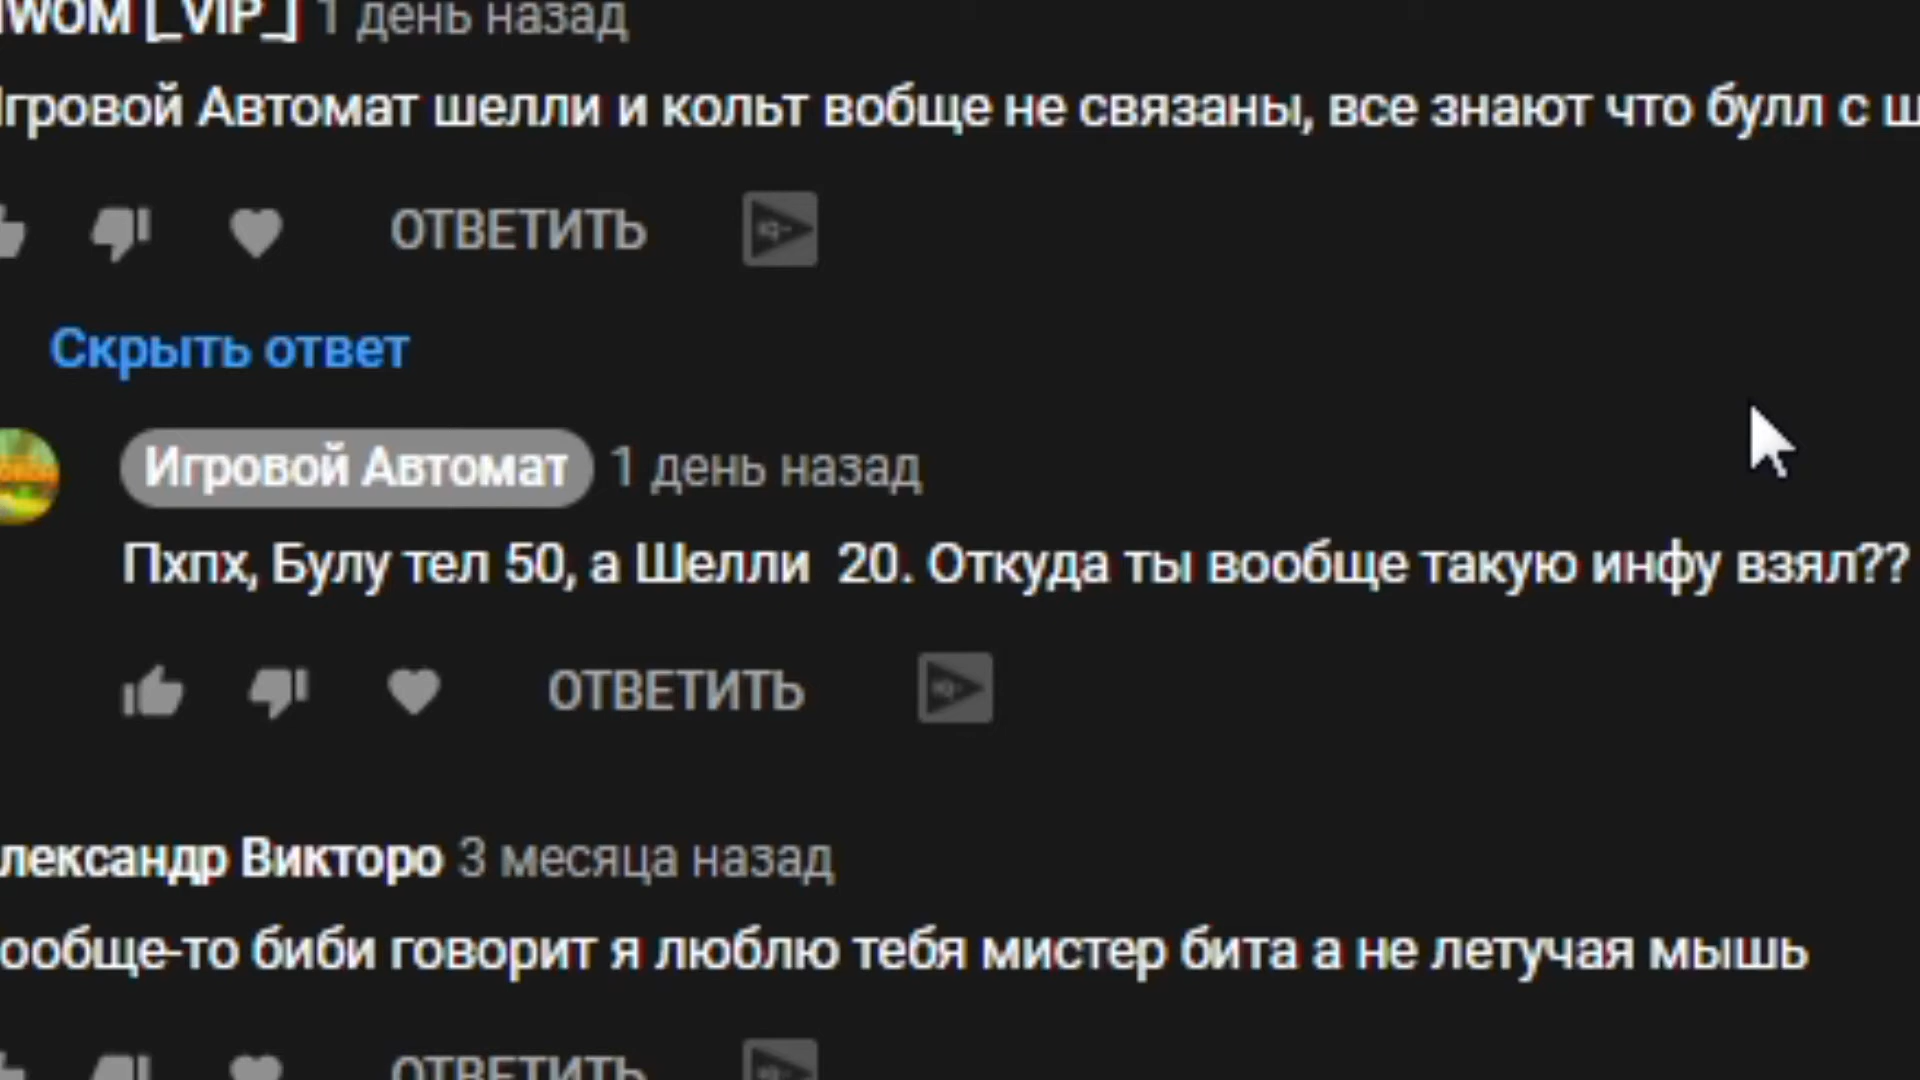 [_VIP_] 1 день назад
Автомат шелли и кольт вобще не связаны, все знают что булл с
ОТВЕТИТЬ
Скрыть ответ
Игровой Автомат 1 день назад
Пхпх, Булу тел 50, а Шелли 20. Откуда ты вообще такую инфу взял??
ОТВЕТИТЬ
лександр Викторо 3 месяца назад
ообще-то биби говорит я люблю тебя мистер бита а не летучая мышь
ОТВЕТИТЬ